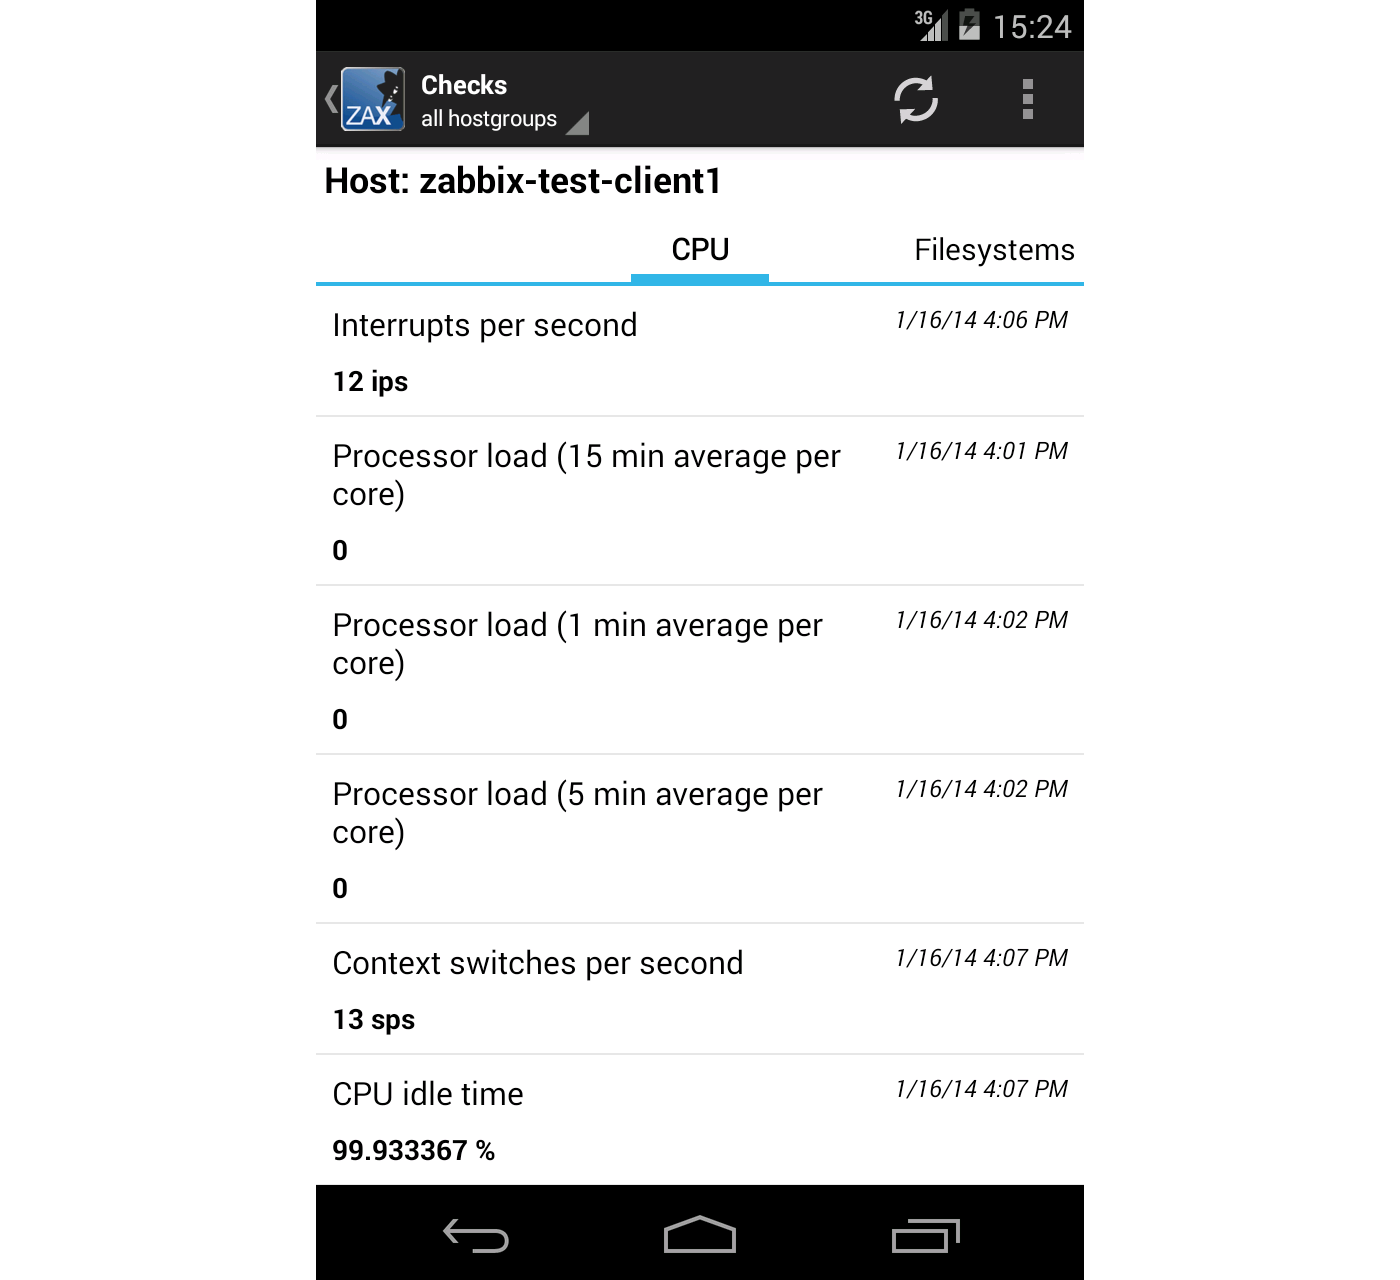 3G 15:24
ZAX
Checks
all hostgroups
Host: zabbix-test-client1
CPU Filesystems
Interrupts per second 1/16/14 4:06 PM
12 ips
Processor load (15 min average per 1/16/14 4:01 PM
core)
0
Processor load (1 min average per 1/16/14 4:02 PM
core)
0
Processor load (5 min average per 1/16/14 4:02 PM
core)
0
Context switches per second 1/16/14 4:07 PM
13 sps
CPU idle time 1/16/14 4:07 PM
99.933367 %